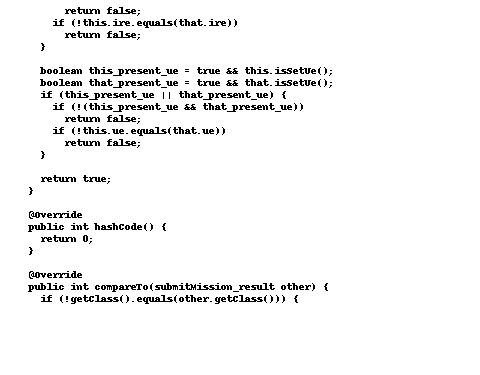 return false;
if (!this.ire.equals(that.ire))
return false;
}
boolean this_present_ue = true && this.isSetUe();
boolean that_present_ue = true && that.isSetUe();
if (this_present_ue || that_present_ue) {
if (!(this_present_ue && that_present_ue))
return false;
if (!this.ue.equals(that.ue))
return false;
}
return true;
}
@Override
public int hashCode() {
return 0;
}
@Override
public int compareTo(submitMission_result other) {
if (!getClass().equals(other.getClass())) {